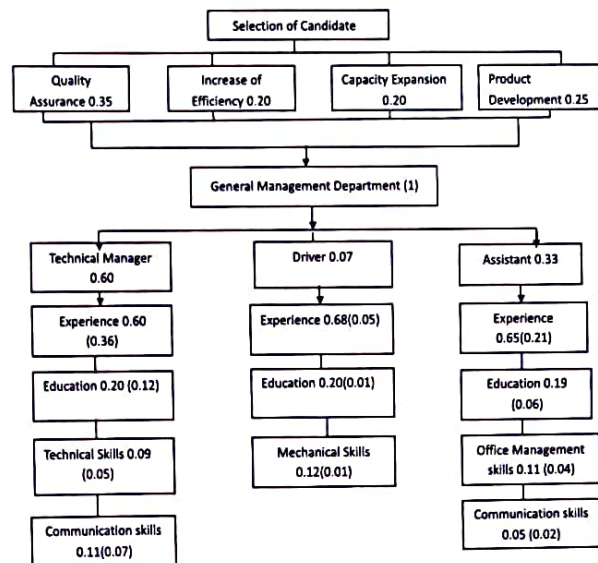 Selection of Candidate
Quality
Assurance 0.35
Increase of
Efficiency 0.20
Capacity Expansion
0.20
Product
Development 0.25
General Management Department (1)
Technical Manager
0.60
Driver 0.07
Assistant 0.33
Experience 0.60
(0.36)
Experience 0.68(0.05)
Experience
0.65(0.21)
Education 0.20 (0.12)
Education 0.20(0.01)
Education 0.19
(0.06)
Technical Skills 0.09
(0.05)
Mechanical Skills
0.12(0.01)
Office Management
skills 0.11 (0.04)
Communication skills
0.11(0.07)
Communication skills
0.05 (0.02)